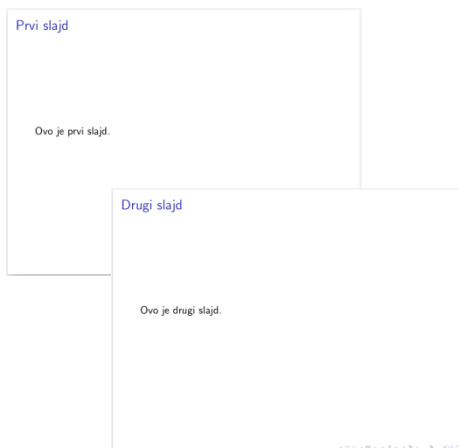 Prvi slajd
Ovo je prvi slajd.
Drugi slajd
Ovo je drugi slajd.